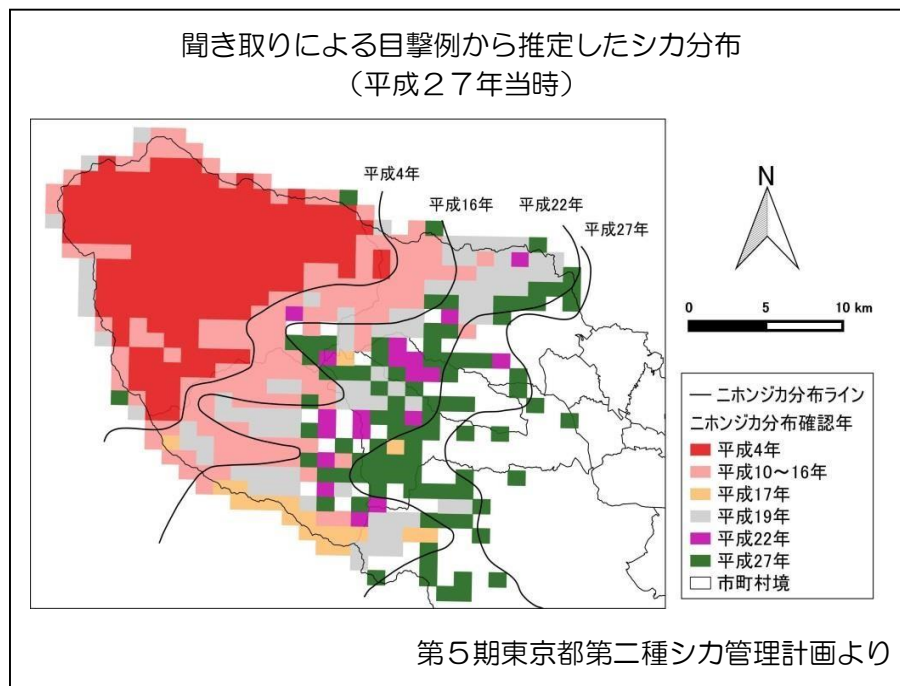 聞き取りによる目撃例から推定したシカ分布
（平成２７年当時）
平成4年
平成16年
平成22年
平成27年
N
0 5 10 km
ニホンジカ分布ライン
ニホンジカ分布確認年
平成4年
平成10～16年
平成17年
平成19年
平成22年
平成27年
市町村境
第５期東京都第二種シカ管理計画より